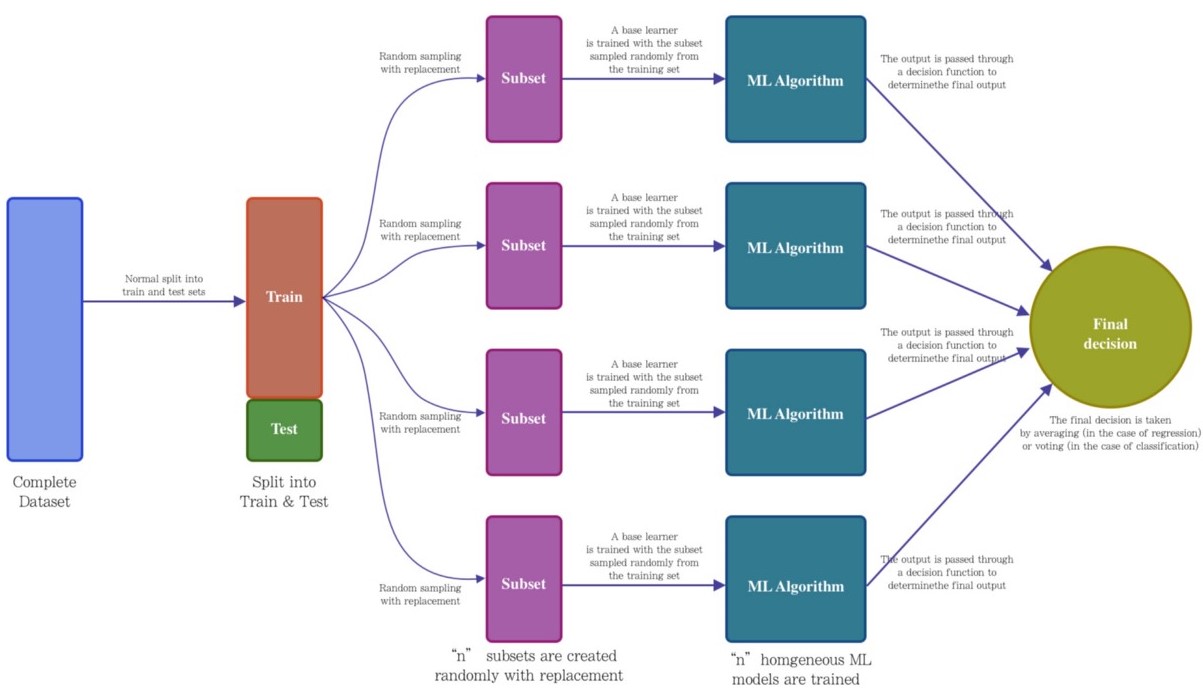 Complete
Dataset
Normal split into
train and test sets
Train
Test
Split into
Train & Test
Random sampling
with replacement
Subset
A base learner
is trained with the subset
sampled randomly from
the training set
ML Algorithm
The output is passed through
a decision function to
determinethe final output
Random sampling
with replacement
Subset
A base learner
is trained with the subset
sampled randomly from
the training set
ML Algorithm
The output is passed through
a decision function to
determinethe final output
Random sampling
with replacement
Subset
A base learner
is trained with the subset
sampled randomly from
the training set
ML Algorithm
The output is passed through
a decision function to
determinethe final output
Random sampling
with replacement
Subset
A base learner
is trained with the subset
sampled randomly from
the training set
ML Algorithm
The output is passed through
a decision function to
determinethe final output
“n” subsets are created
randomly with replacement
“n” homgeneous ML
models are trained
Final
decision
The final decision is taken
by averaging (in the case of regression)
or voting (in the case of classification)